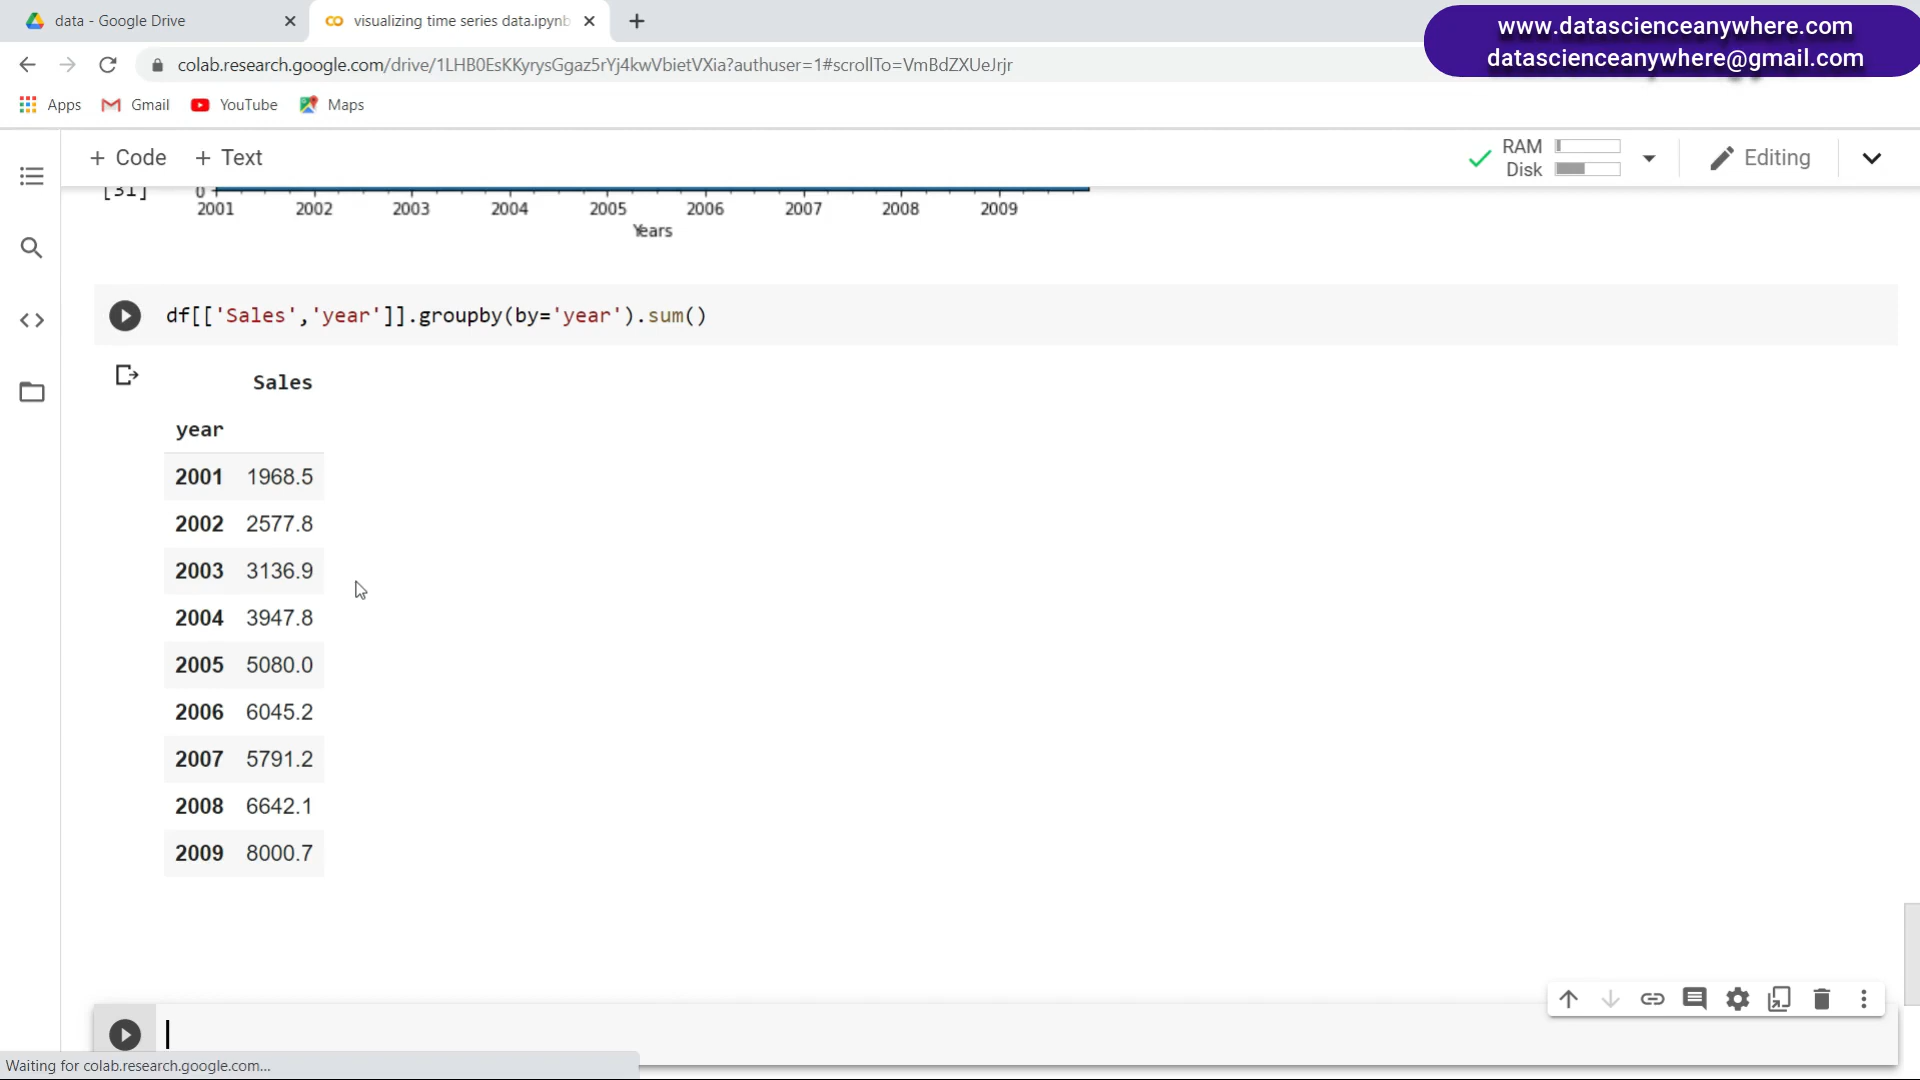 data - Google Drive
visualizing time series data.ipynb
www.datascienceanywhere.com
datascienceanywhere@gmail.com
colab.research.google.com/drive/1LHB0EsKKyrysGgaz5rYj4kwVbietVXia?authuser=1#scrollTo=VmBdZXUeJrjr
Apps Gmail YouTube Maps
+ Code + Text
RAM
Disk
Editing
[31]
0
2001 2002 2003 2004 2005 2006 2007 2008 2009
Years
df[['Sales','year']].groupby(by='year').sum()
Sales
year
2001 1968.5
2002 2577.8
2003 3136.9
2004 3947.8
2005 5080.0
2006 6045.2
2007 5791.2
2008 6642.1
2009 8000.7
Waiting for colab.research.google.com...